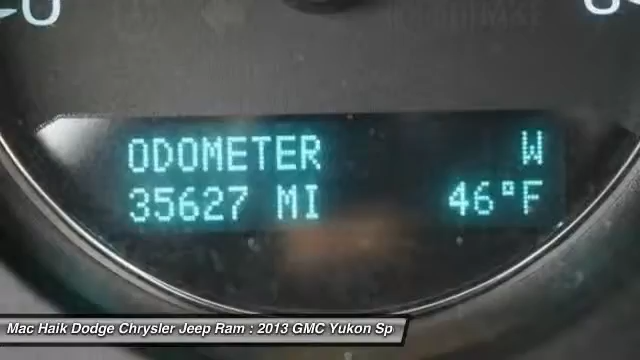 ODOMETER W
35627 MI 46°F
Mac Haik Dodge Chrysler Jeep Ram : 2013 GMC Yukon Sp